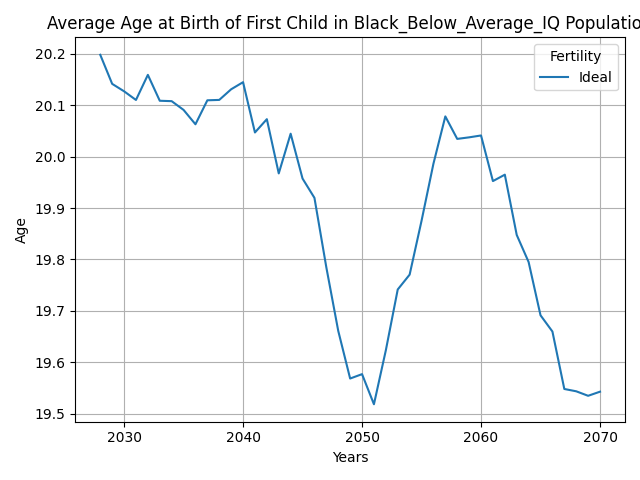 Average Age at Birth of First Child in Black_Below_Average_IQ Populatio
Fertility
Ideal
20.2
20.1
20.0
19.9
19.8
19.7
19.6
19.5
Age
2030 2040 2050 2060 2070
Years